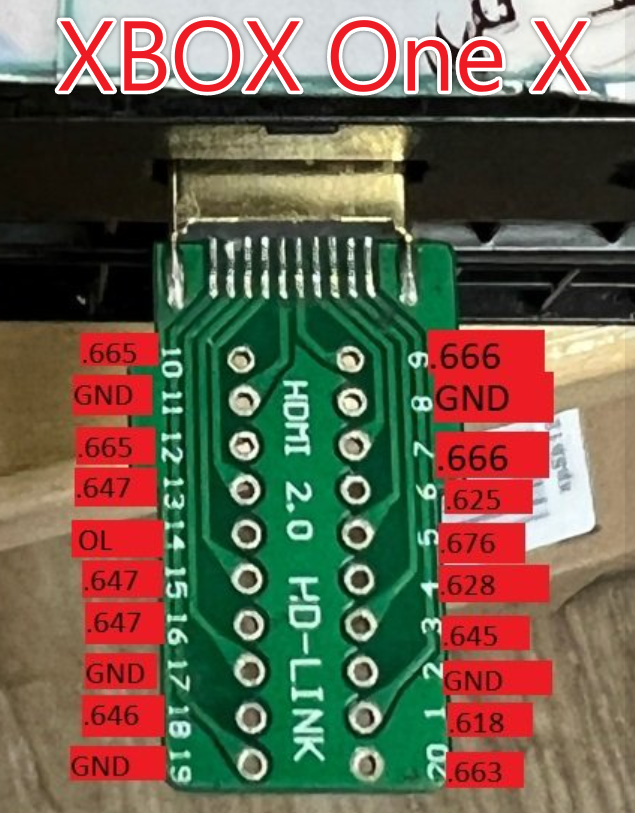 XBOX One X
.665 10 9 .666
GND 11 8 GND
.665 12 7 .666
.647 13 6 .625
OL 14 5 .676
.647 15 4 .628
.647 16 3 .645
GND 17 2 GND
.646 18 1 .618
GND 19 20 .663
HDMI 2.0 HD-LINK